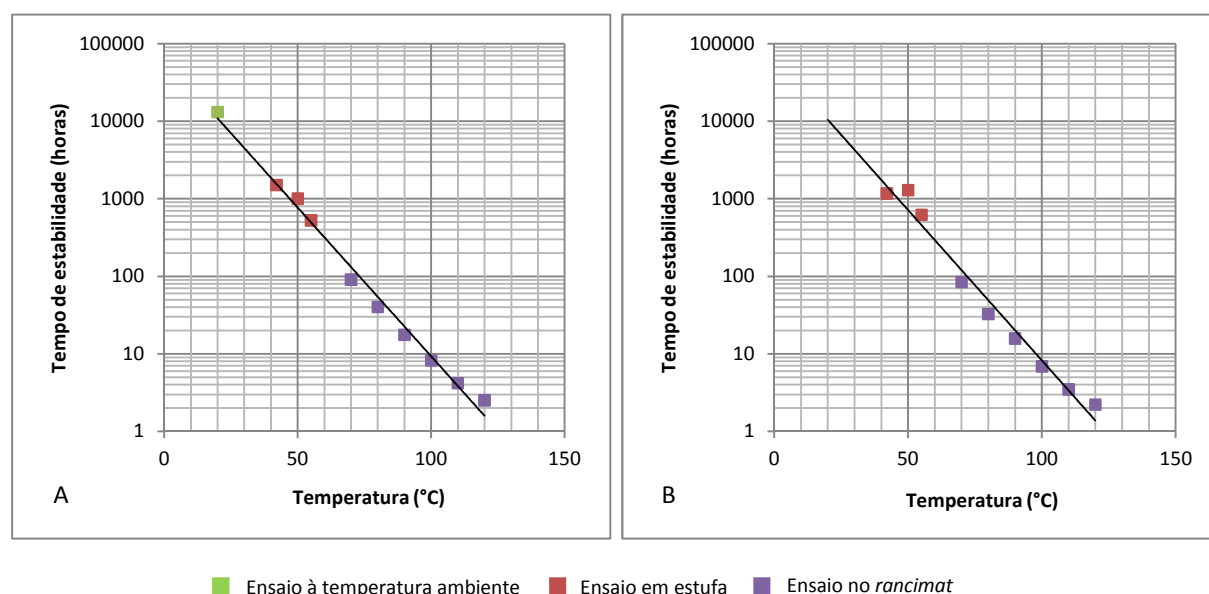 100000
10000
1000
100
10
1
0
50
100
150
Tempo de estabilidade (horas)
Temperatura (°C)
A
100000
10000
1000
100
10
1
0
50
100
150
Tempo de estabilidade (horas)
Temperatura (°C)
B
Ensaio à temperatura ambiente
Ensaio em estufa
Ensaio no rancimat